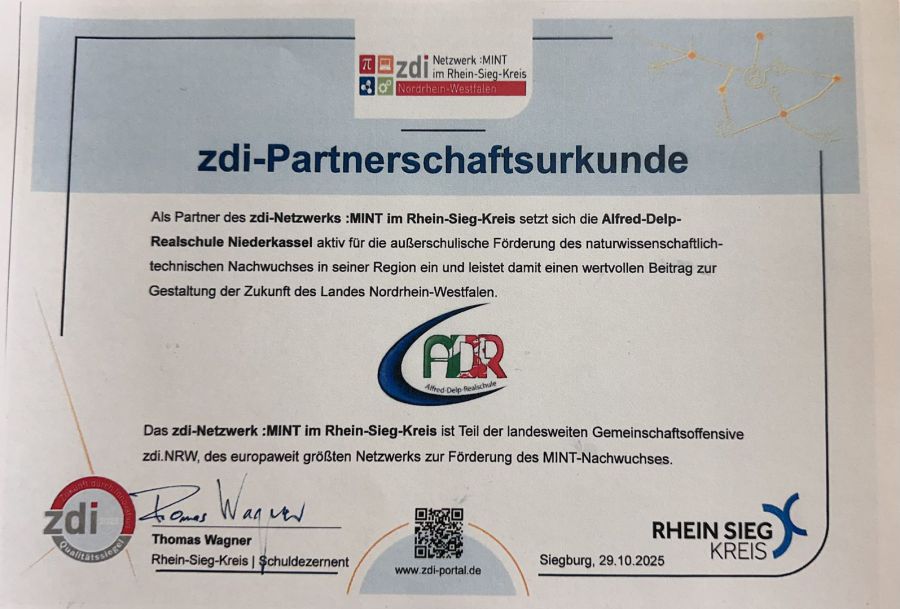 π
zdi
Netzwerk :MINT
im Rhein-Sieg-Kreis
Nordrhein-Westfalen
zdi-Partnerschaftsurkunde
Als Partner des zdi-Netzwerks :MINT im Rhein-Sieg-Kreis setzt sich die Alfred-Delp-
Realschule Niederkassel aktiv für die außerschulische Förderung des naturwissenschaftlich-
technischen Nachwuchses in seiner Region ein und leistet damit einen wertvollen Beitrag zur
Gestaltung der Zukunft des Landes Nordrhein-Westfalen.
ADR
Alfred-Delp-Realschule
Das zdi-Netzwerk :MINT im Rhein-Sieg-Kreis ist Teil der landesweiten Gemeinschaftsoffensive
zdi.NRW, des europaweit größten Netzwerks zur Förderung des MINT-Nachwuchses.
Zukunft durch Innovation
zdi
Qualitätssiegel
Thomas Wagner
Thomas Wagner
Rhein-Sieg-Kreis | Schuldezernent
www.zdi-portal.de
Siegburg, 29.10.2025
RHEIN SIEG
KREIS